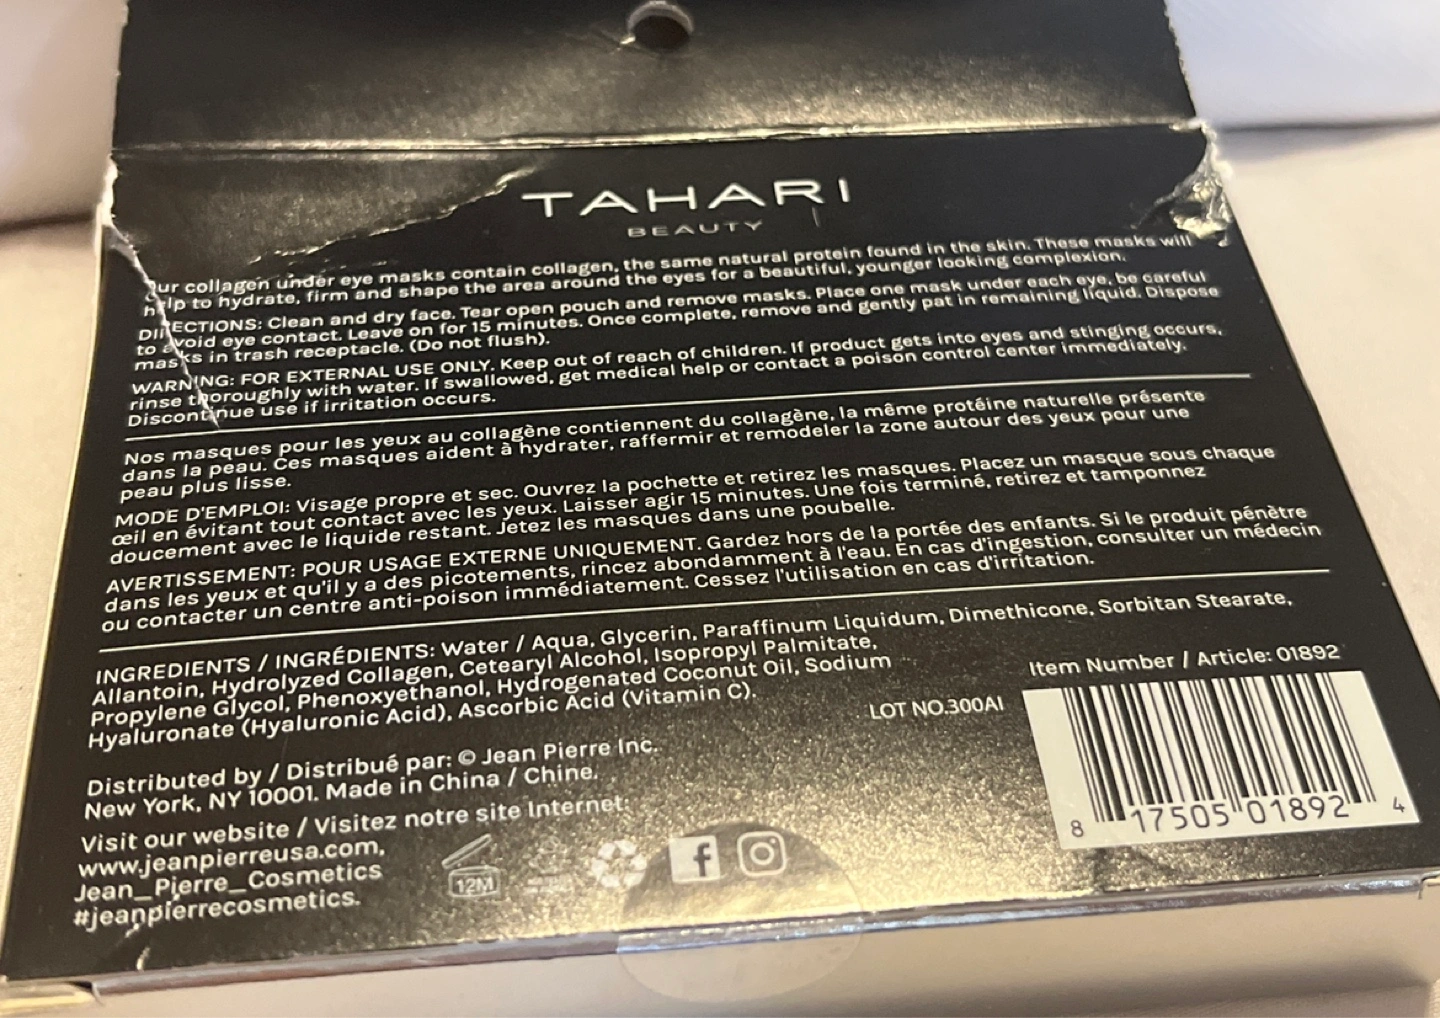 TAHARI
BEAUTY
ur collagen under eye masks contain collagen, the same natural protein found in the skin. These masks will
help to hydrate, firm and shape the area around the eyes for a beautiful, younger looking complexion.
DIRECTIONS: Clean and dry face. Tear open pouch and remove masks. Place one mask under each eye, be careful
to avoid eye contact. Leave on for 15 minutes. Once complete, remove and gently pat in remaining liquid. Dispose
masks in trash receptacle. (Do not flush).
WARNING: FOR EXTERNAL USE ONLY. Keep out of reach of children. If product gets into eyes and stinging occurs,
rinse thoroughly with water. If swallowed, get medical help or contact a poison control center immediately.
Discontinue use if irritation occurs.
Nos masques pour les yeux au collagène contiennent du collagène, la même protéine naturelle présente
dans la peau. Ces masques aident à hydrater, raffermir et remodeler la zone autour des yeux pour une
peau plus lisse.
MODE D'EMPLOI: Visage propre et sec. Ouvrez la pochette et retirez les masques. Placez un masque sous chaque
œil en évitant tout contact avec les yeux. Laisser agir 15 minutes. Une fois terminé, retirez et tamponnez
doucement avec le liquide restant. Jetez les masques dans une poubelle.
AVERTISSEMENT: POUR USAGE EXTERNE UNIQUEMENT. Gardez hors de la portée des enfants. Si le produit pénètre
dans les yeux et qu'il y a des picotements, rincez abondamment à l'eau. En cas d'ingestion, consulter un médecin
ou contacter un centre anti-poison immédiatement. Cessez l'utilisation en cas d'irritation.
INGREDIENTS / INGRÉDIENTS: Water / Aqua, Glycerin, Paraffinum Liquidum, Dimethicone, Sorbitan Stearate,
Allantoin, Hydrolyzed Collagen, Cetearyl Alcohol, Isopropyl Palmitate,
Propylene Glycol, Phenoxyethanol, Hydrogenated Coconut Oil, Sodium
Hyaluronate (Hyaluronic Acid), Ascorbic Acid (Vitamin C).
Item Number / Article: 01892
LOT NO.300AI
Distributed by / Distribué par: © Jean Pierre Inc.
New York, NY 10001. Made in China / Chine.
Visit our website / Visitez notre site Internet:
www.jeanpierreusa.com,
Jean_Pierre_Cosmetics
#jeanpierrecosmetics.
12M
8 17505 01892 4